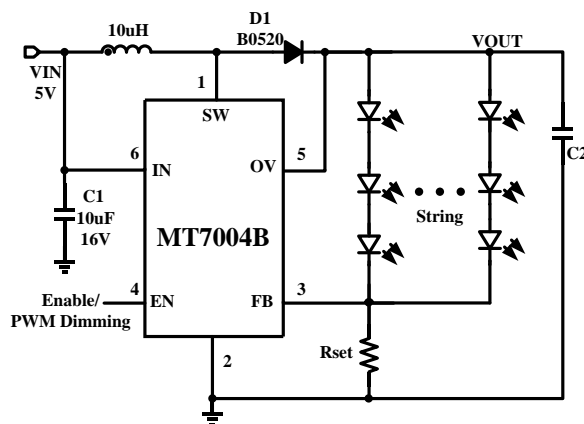 10uH
D1
B0520
VOUT
VIN
5V
1
SW
6
IN
5
OV
C2
C1
10uF
16V
MT7004B
String
4
EN
3
FB
Enable/
PWM Dimming
2
Rset